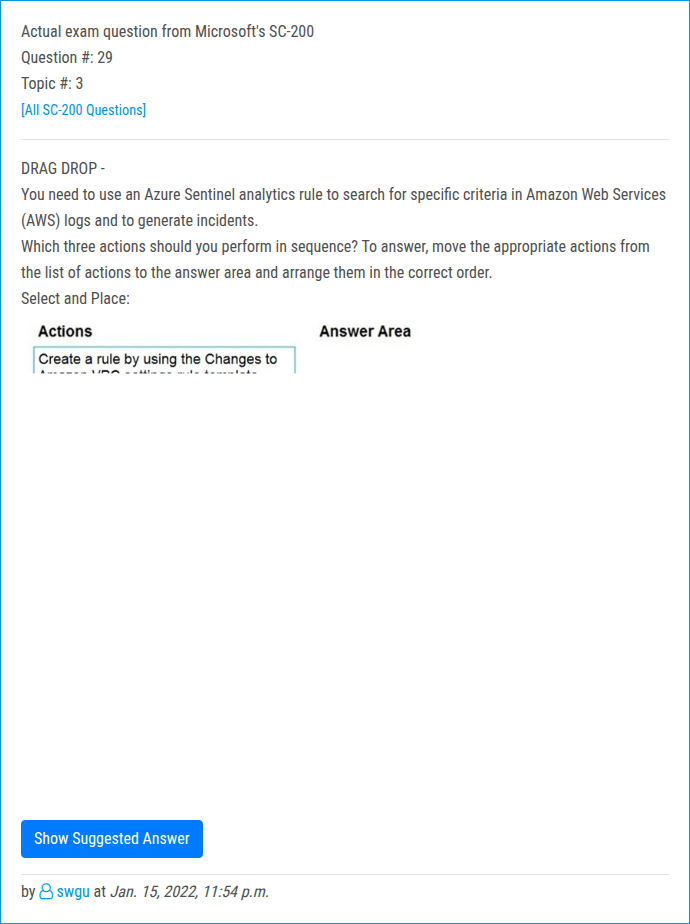 Actual exam question from Microsoft's SC-200
Question #: 29
Topic #: 3
[All SC-200 Questions]
DRAG DROP -
You need to use an Azure Sentinel analytics rule to search for specific criteria in Amazon Web Services
(AWS) logs and to generate incidents.
Which three actions should you perform in sequence? To answer, move the appropriate actions from
the list of actions to the answer area and arrange them in the correct order.
Select and Place:
Actions
Answer Area
Create a rule by using the Changes to
Amazon VPC settings rule template
Show Suggested Answer
by swgu at Jan. 15, 2022, 11:54 p.m.